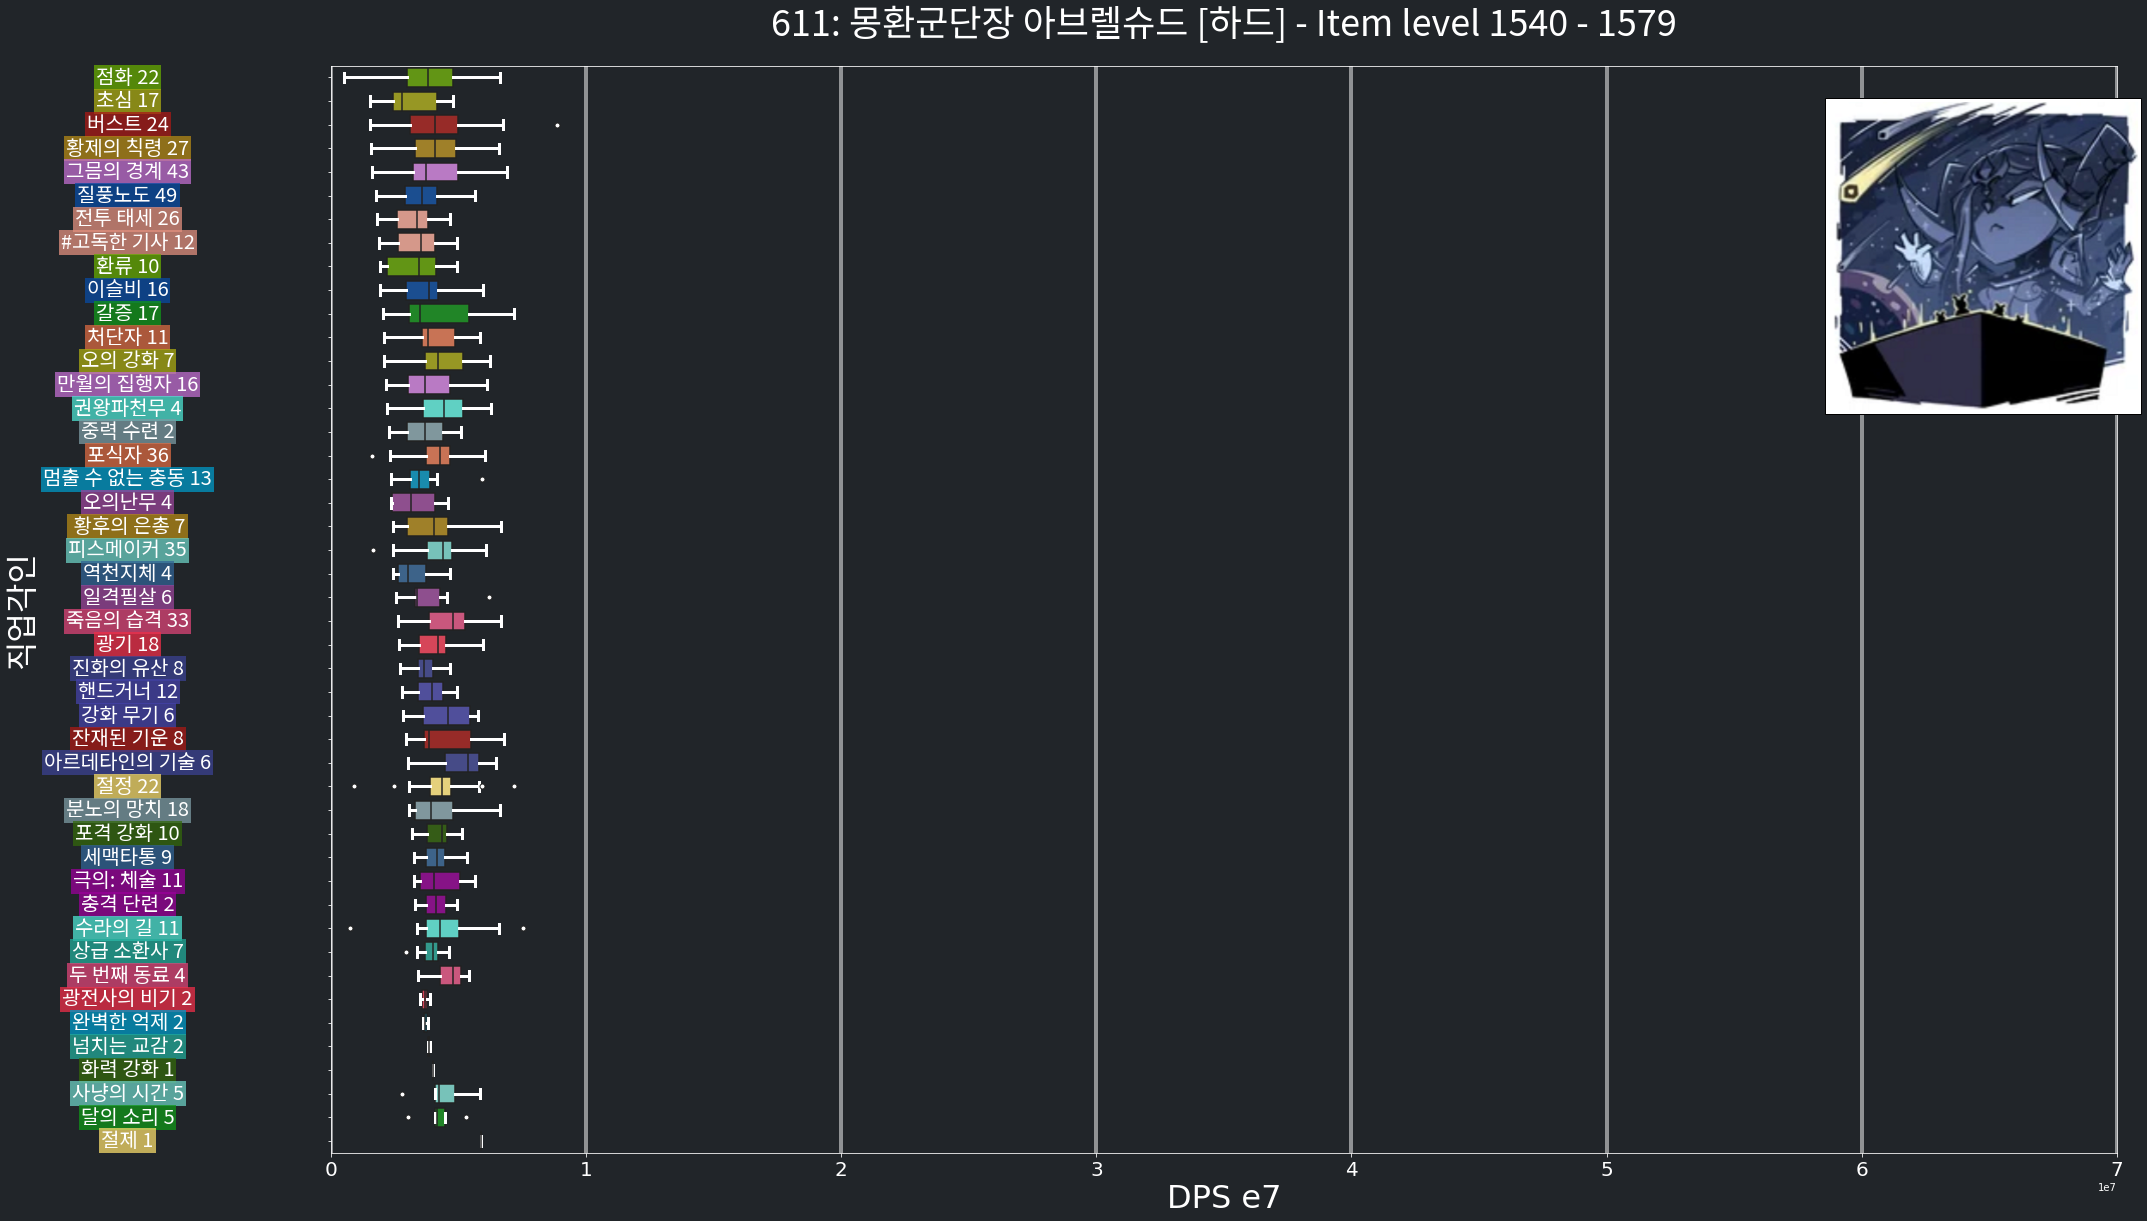 611: 몽환군단장 아브렐슈드 [하드] - Item level 1540 - 1579
점화 22
초심 17
버스트 24
황제의 칙령 27
그믐의 경계 43
질풍노도 49
전투 태세 26
#고독한 기사 12
환류 10
이슬비 16
갈증 17
처단자 11
오의 강화 7
만월의 집행자 16
권왕파천무 4
중력 수련 2
포식자 36
멈출 수 없는 충동 13
오의난무 4
황후의 은총 7
피스메이커 35
역천지체 4
일격필살 6
죽음의 습격 33
광기 18
진화의 유산 8
핸드거너 12
강화 무기 6
잔재된 기운 8
아르데타인의 기술 6
절정 22
분노의 망치 18
포격 강화 10
세맥타통 9
극의: 체술 11
충격 단련 2
수라의 길 11
상급 소환사 7
두 번째 동료 4
광전사의 비기 2
완벽한 억제 2
넘치는 교감 2
화력 강화 1
사냥의 시간 5
달의 소리 5
절제 1
직업각인
0 1 2 3 4 5 6 7
1e7
DPS e7